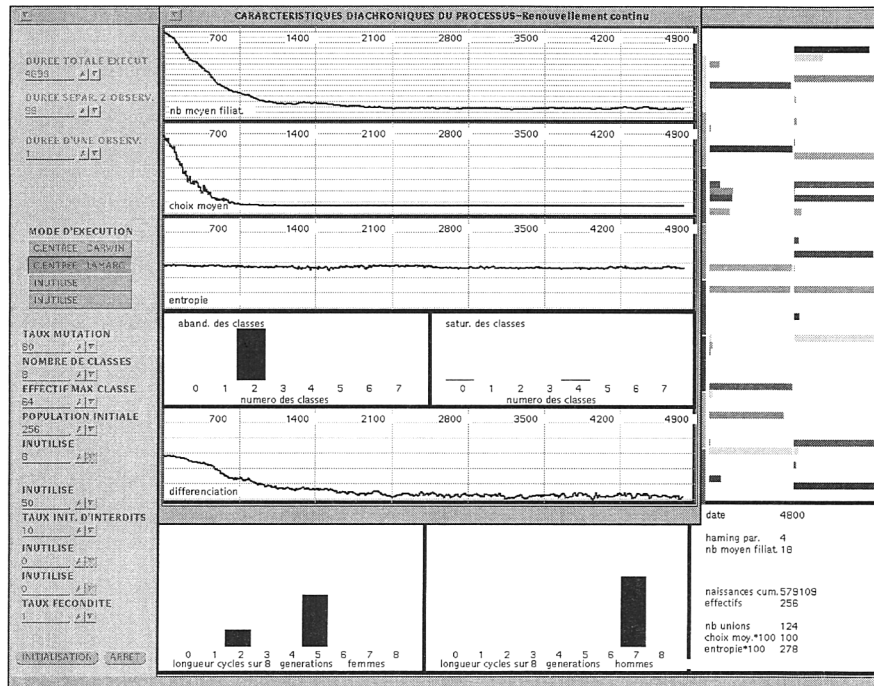 CARARCTERISTIQUES DIACHRONIQUES DU PROCESSUS-Renouvellement continu
DUREE TOTALE EXECUT
4899
DUREE SEPAR. 2 OBSERV.
99
DUREE D'UNE OBSERV.
1
MODE D'EXECUTION
C.ENTREE DARWIN
C.ENTREE LAMARC
INUTILISE
INUTILISE
TAUX MUTATION
80
NOMBRE DE CLASSES
8
EFFECTIF MAX CLASSE
64
POPULATION INITIALE
256
INUTILISE
8
INUTILISE
50
TAUX INIT. D'INTERDITS
10
INUTILISE
0
INUTILISE
0
TAUX FECONDITE
1
INITIALISATION ARRET
700 1400 2100 2800 3500 4200 4900
nb moyen filiat.
700 1400 2100 2800 3500 4200 4900
choix moyen
700 1400 2100 2800 3500 4200 4900
entropie
aband. des classes
0 1 2 3 4 5 6 7
numero des classes
satur. des classes
0 1 2 3 4 5 6 7
numero des classes
700 1400 2100 2800 3500 4200 4900
differenciation
0 1 2 3 4 5 6 7 8
longueur cycles sur 8 generations femmes
0 1 2 3 4 5 6 7 8
longueur cycles sur 8 generations hommes
date 4800
haming par. 4
nb moyen filiat. 18
naissances cum. 579109
effectifs 256
nb unions 124
choix moy.*100 100
entropie*100 278